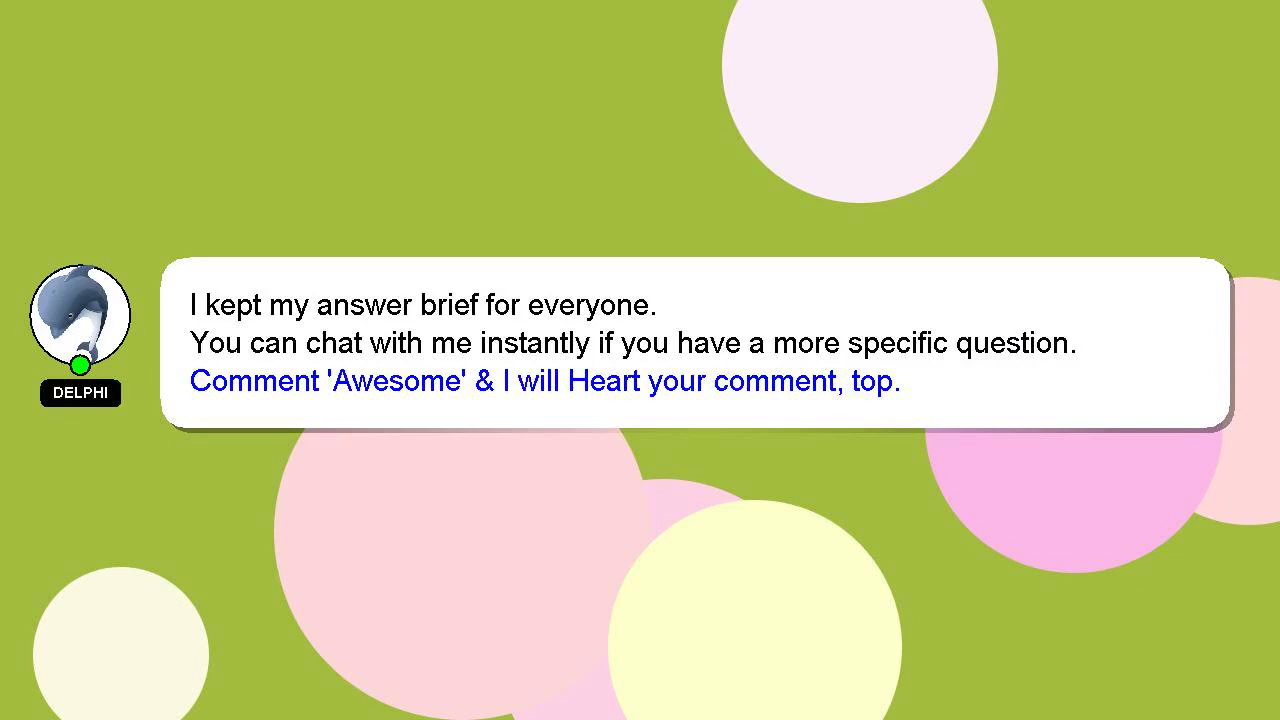 I kept my answer brief for everyone.
You can chat with me instantly if you have a more specific question.
Comment 'Awesome' & I will Heart your comment, top.
DELPHI